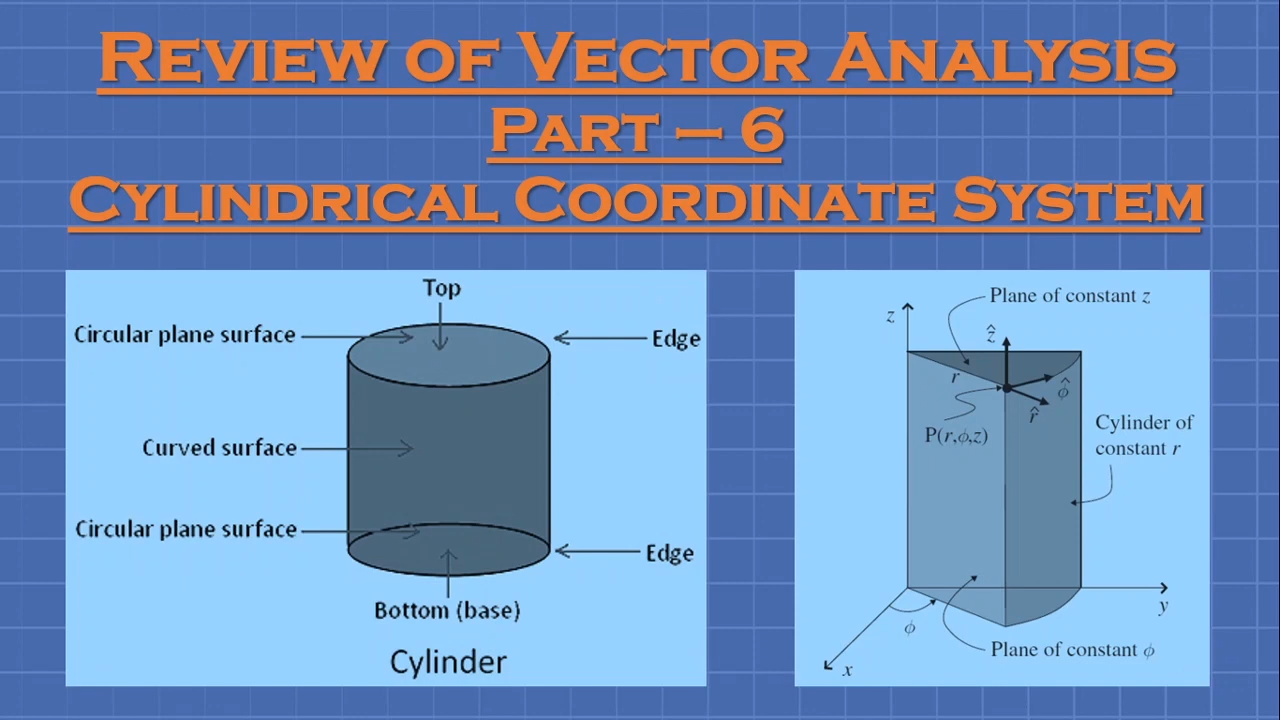 Review of Vector Analysis
Part – 6
Cylindrical Coordinate System
Top
Circular plane surface
Edge
Curved surface
Circular plane surface
Edge
Bottom (base)
Cylinder
Plane of constant z
z
ẑ
r
ϕ̂
r̂
P(r,ϕ,z)
Cylinder of
constant r
y
ϕ
Plane of constant ϕ
x